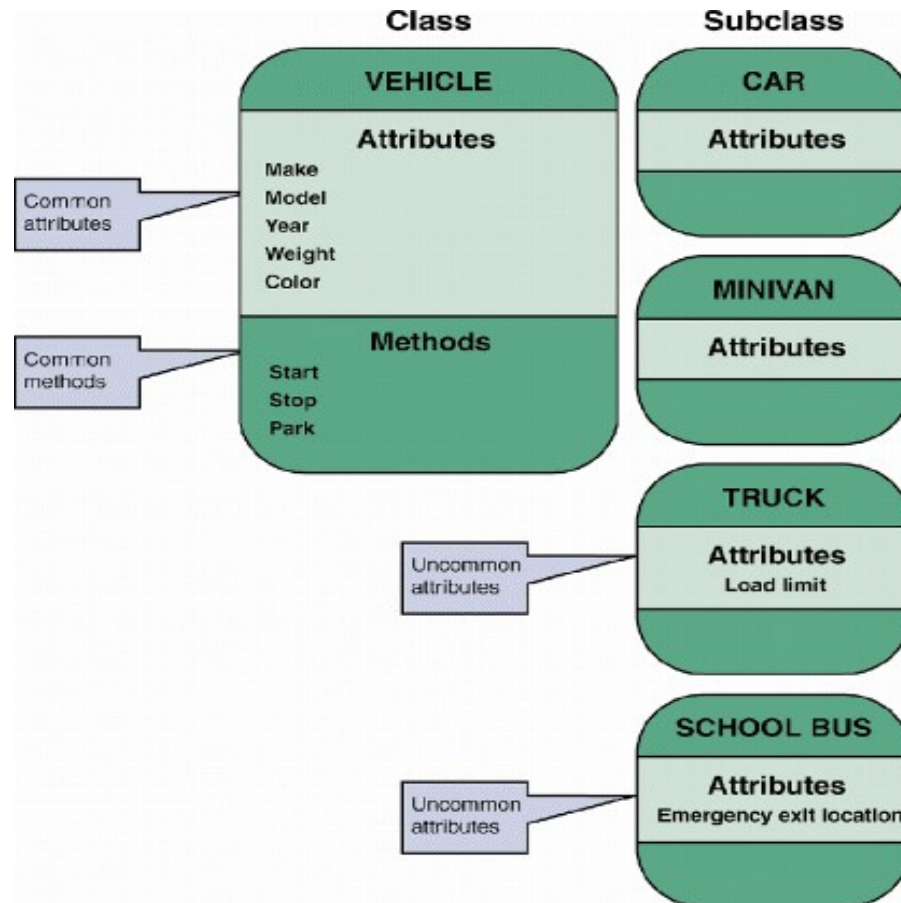 Class
VEHICLE
Attributes
Make
Model
Year
Weight
Color
Methods
Start
Stop
Park
Common
attributes
Common
methods
Subclass
CAR
Attributes
MINIVAN
Attributes
TRUCK
Attributes
Load limit
Uncommon
attributes
SCHOOL BUS
Attributes
Emergency exit location
Uncommon
attributes